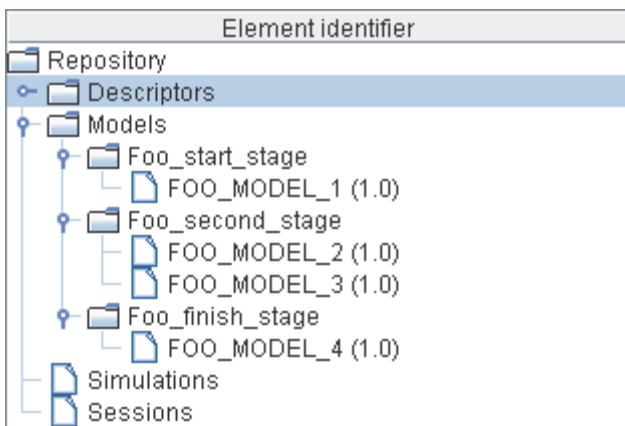 Element identifier
Repository
Descriptors
Models
Foo_start_stage
FOO_MODEL_1 (1.0)
Foo_second_stage
FOO_MODEL_2 (1.0)
FOO_MODEL_3 (1.0)
Foo_finish_stage
FOO_MODEL_4 (1.0)
Simulations
Sessions